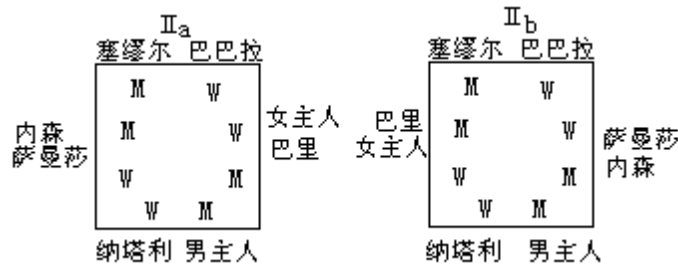 Ⅱa
塞缪尔 巴巴拉
M W
内森 M W 女主人
萨曼莎 巴里
W M
W M
纳塔利 男主人
Ⅱb
塞缪尔 巴巴拉
M W
巴里 M W 萨曼莎
女主人 内森
W M
W M
纳塔利 男主人